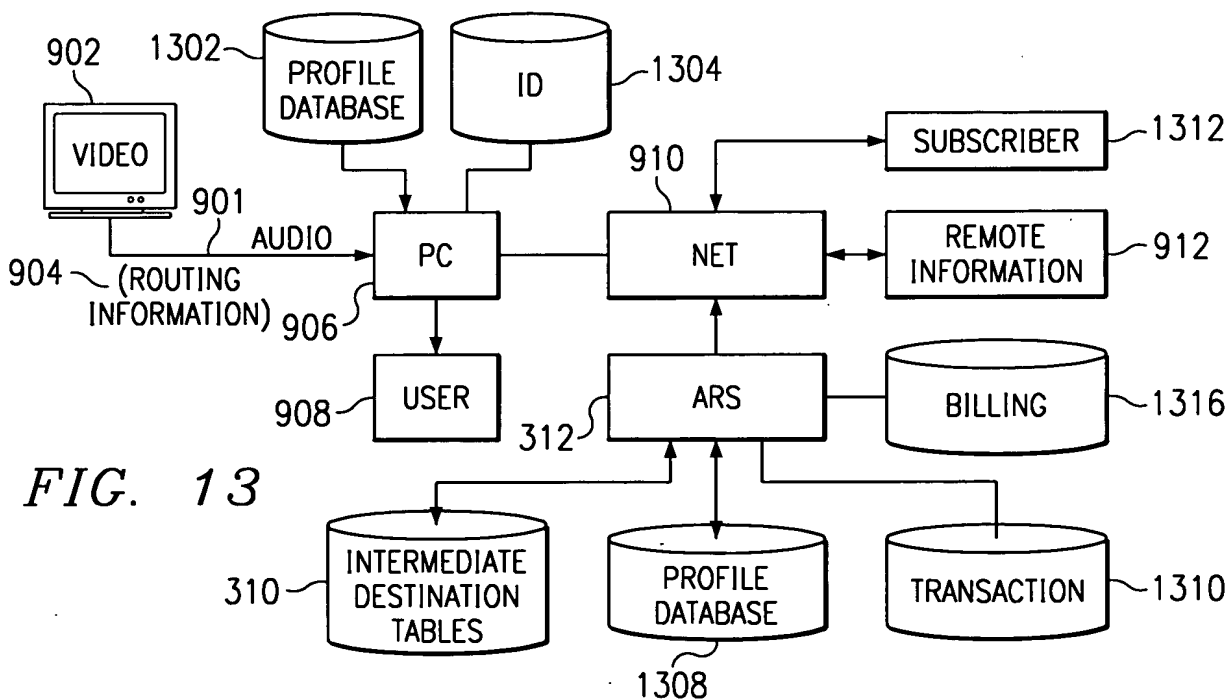 1302
PROFILE
DATABASE
ID
1304
902
VIDEO
901
AUDIO
904
(ROUTING
INFORMATION)
PC
906
USER
908
910
NET
SUBSCRIBER
1312
REMOTE
INFORMATION
912
ARS
312
BILLING
1316
FIG. 13
INTERMEDIATE
DESTINATION
TABLES
310
PROFILE
DATABASE
1308
TRANSACTION
1310